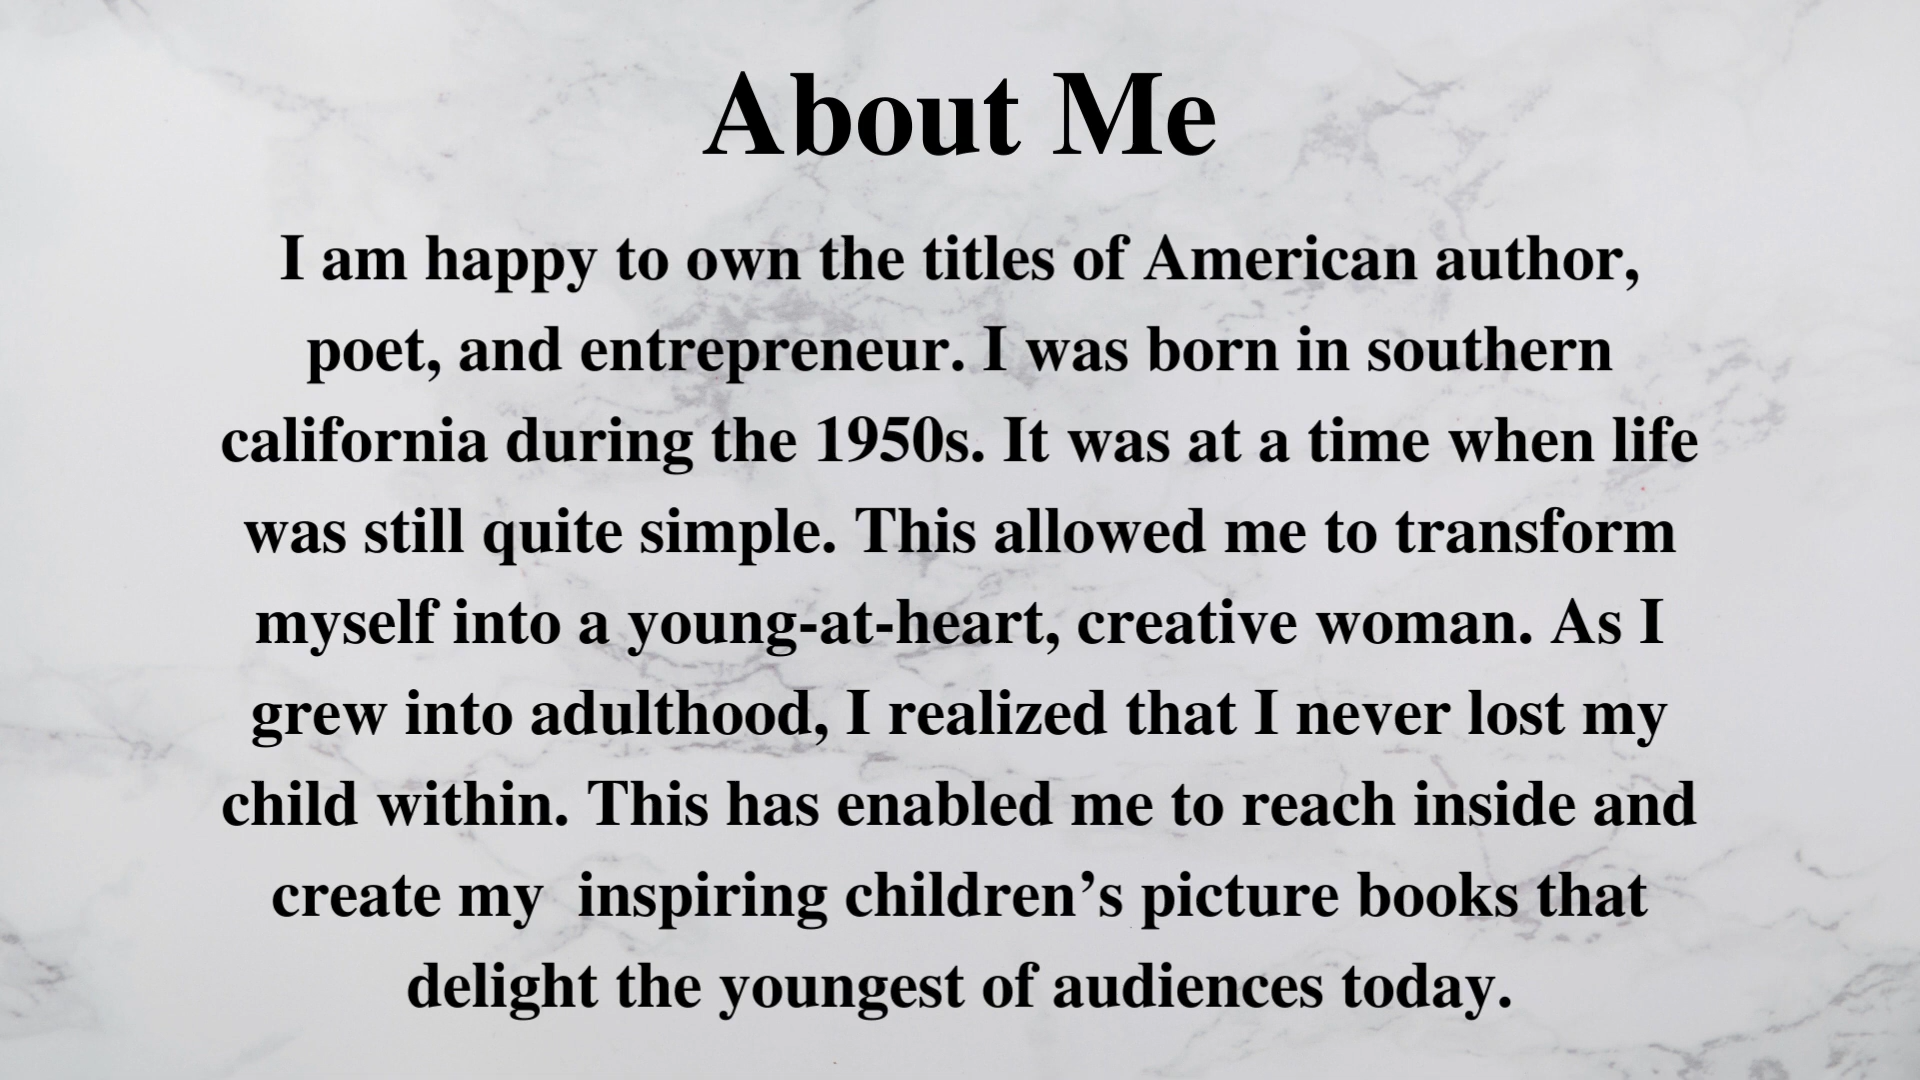 About Me
I am happy to own the titles of American author,
poet, and entrepreneur. I was born in southern
california during the 1950s. It was at a time when life
was still quite simple. This allowed me to transform
myself into a young-at-heart, creative woman. As I
grew into adulthood, I realized that I never lost my
child within. This has enabled me to reach inside and
create my  inspiring children’s picture books that
delight the youngest of audiences today.